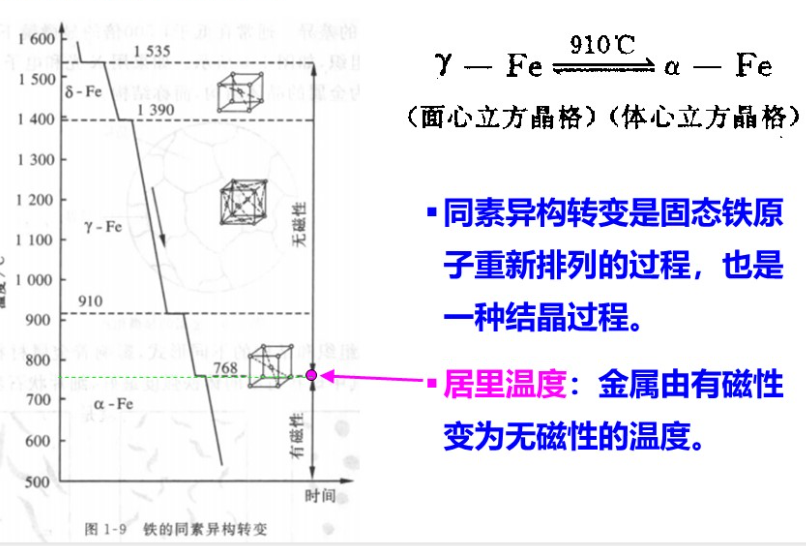 1 600
1 500
1 400
1 300
1 200
1 100
1 000
900
800
700
600
500
1 535
δ-Fe
1 390
γ-Fe
910
768
α-Fe
无磁性
有磁性
时间
图 1-9 铁的同素异构转变
910℃
γ — Fe ⇌ α — Fe
(面心立方晶格)(体心立方晶格)
▪同素异构转变是固态铁原
子重新排列的过程，也是
一种结晶过程。
▪居里温度：金属由有磁性
变为无磁性的温度。